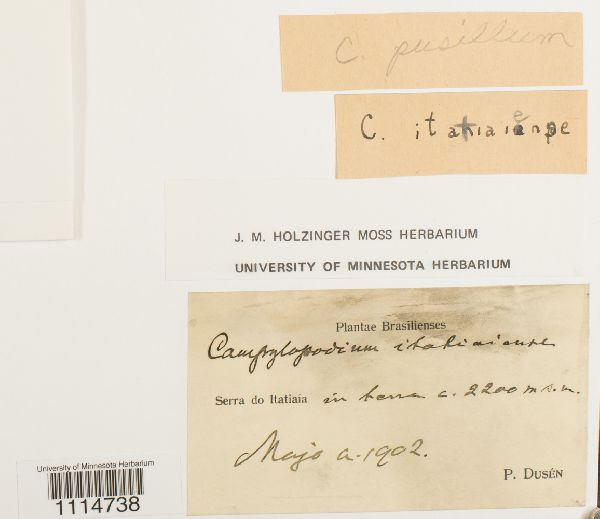 C. pusillum
C. itatiaiense
J. M. HOLZINGER MOSS HERBARIUM
UNIVERSITY OF MINNESOTA HERBARIUM
Plantae Brasilienses
Campylopodium itatiaiense
Serra do Itatiaia in terra c. 2200 m s.m.
Majo a. 1902.
P. DUSÉN
University of Minnesota Herbarium
1114738